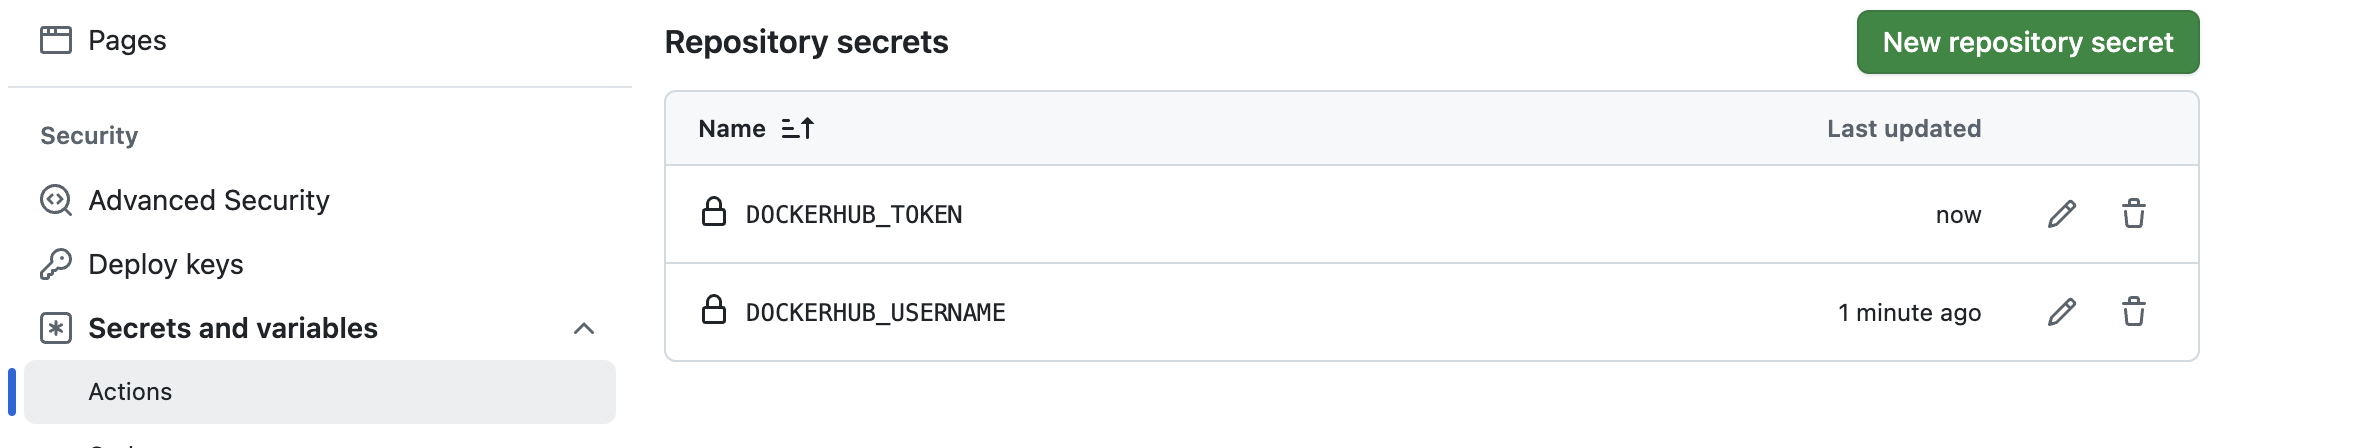 Pages
Security
Advanced Security
Deploy keys
Secrets and variables
Actions
Repository secrets
New repository secret
Name Last updated
DOCKERHUB_TOKEN now
DOCKERHUB_USERNAME 1 minute ago